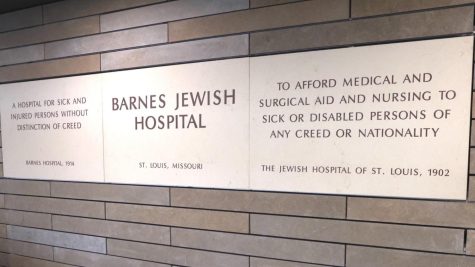 A HOSPITAL FOR SICK AND
INJURED PERSONS WITHOUT
DISTINCTION OF CREED
BARNES HOSPITAL, 1914
BARNES JEWISH
HOSPITAL
ST. LOUIS, MISSOURI
TO AFFORD MEDICAL AND
SURGICAL AID AND NURSING TO
SICK OR DISABLED PERSONS OF
ANY CREED OR NATIONALITY
THE JEWISH HOSPITAL OF ST. LOUIS, 1902